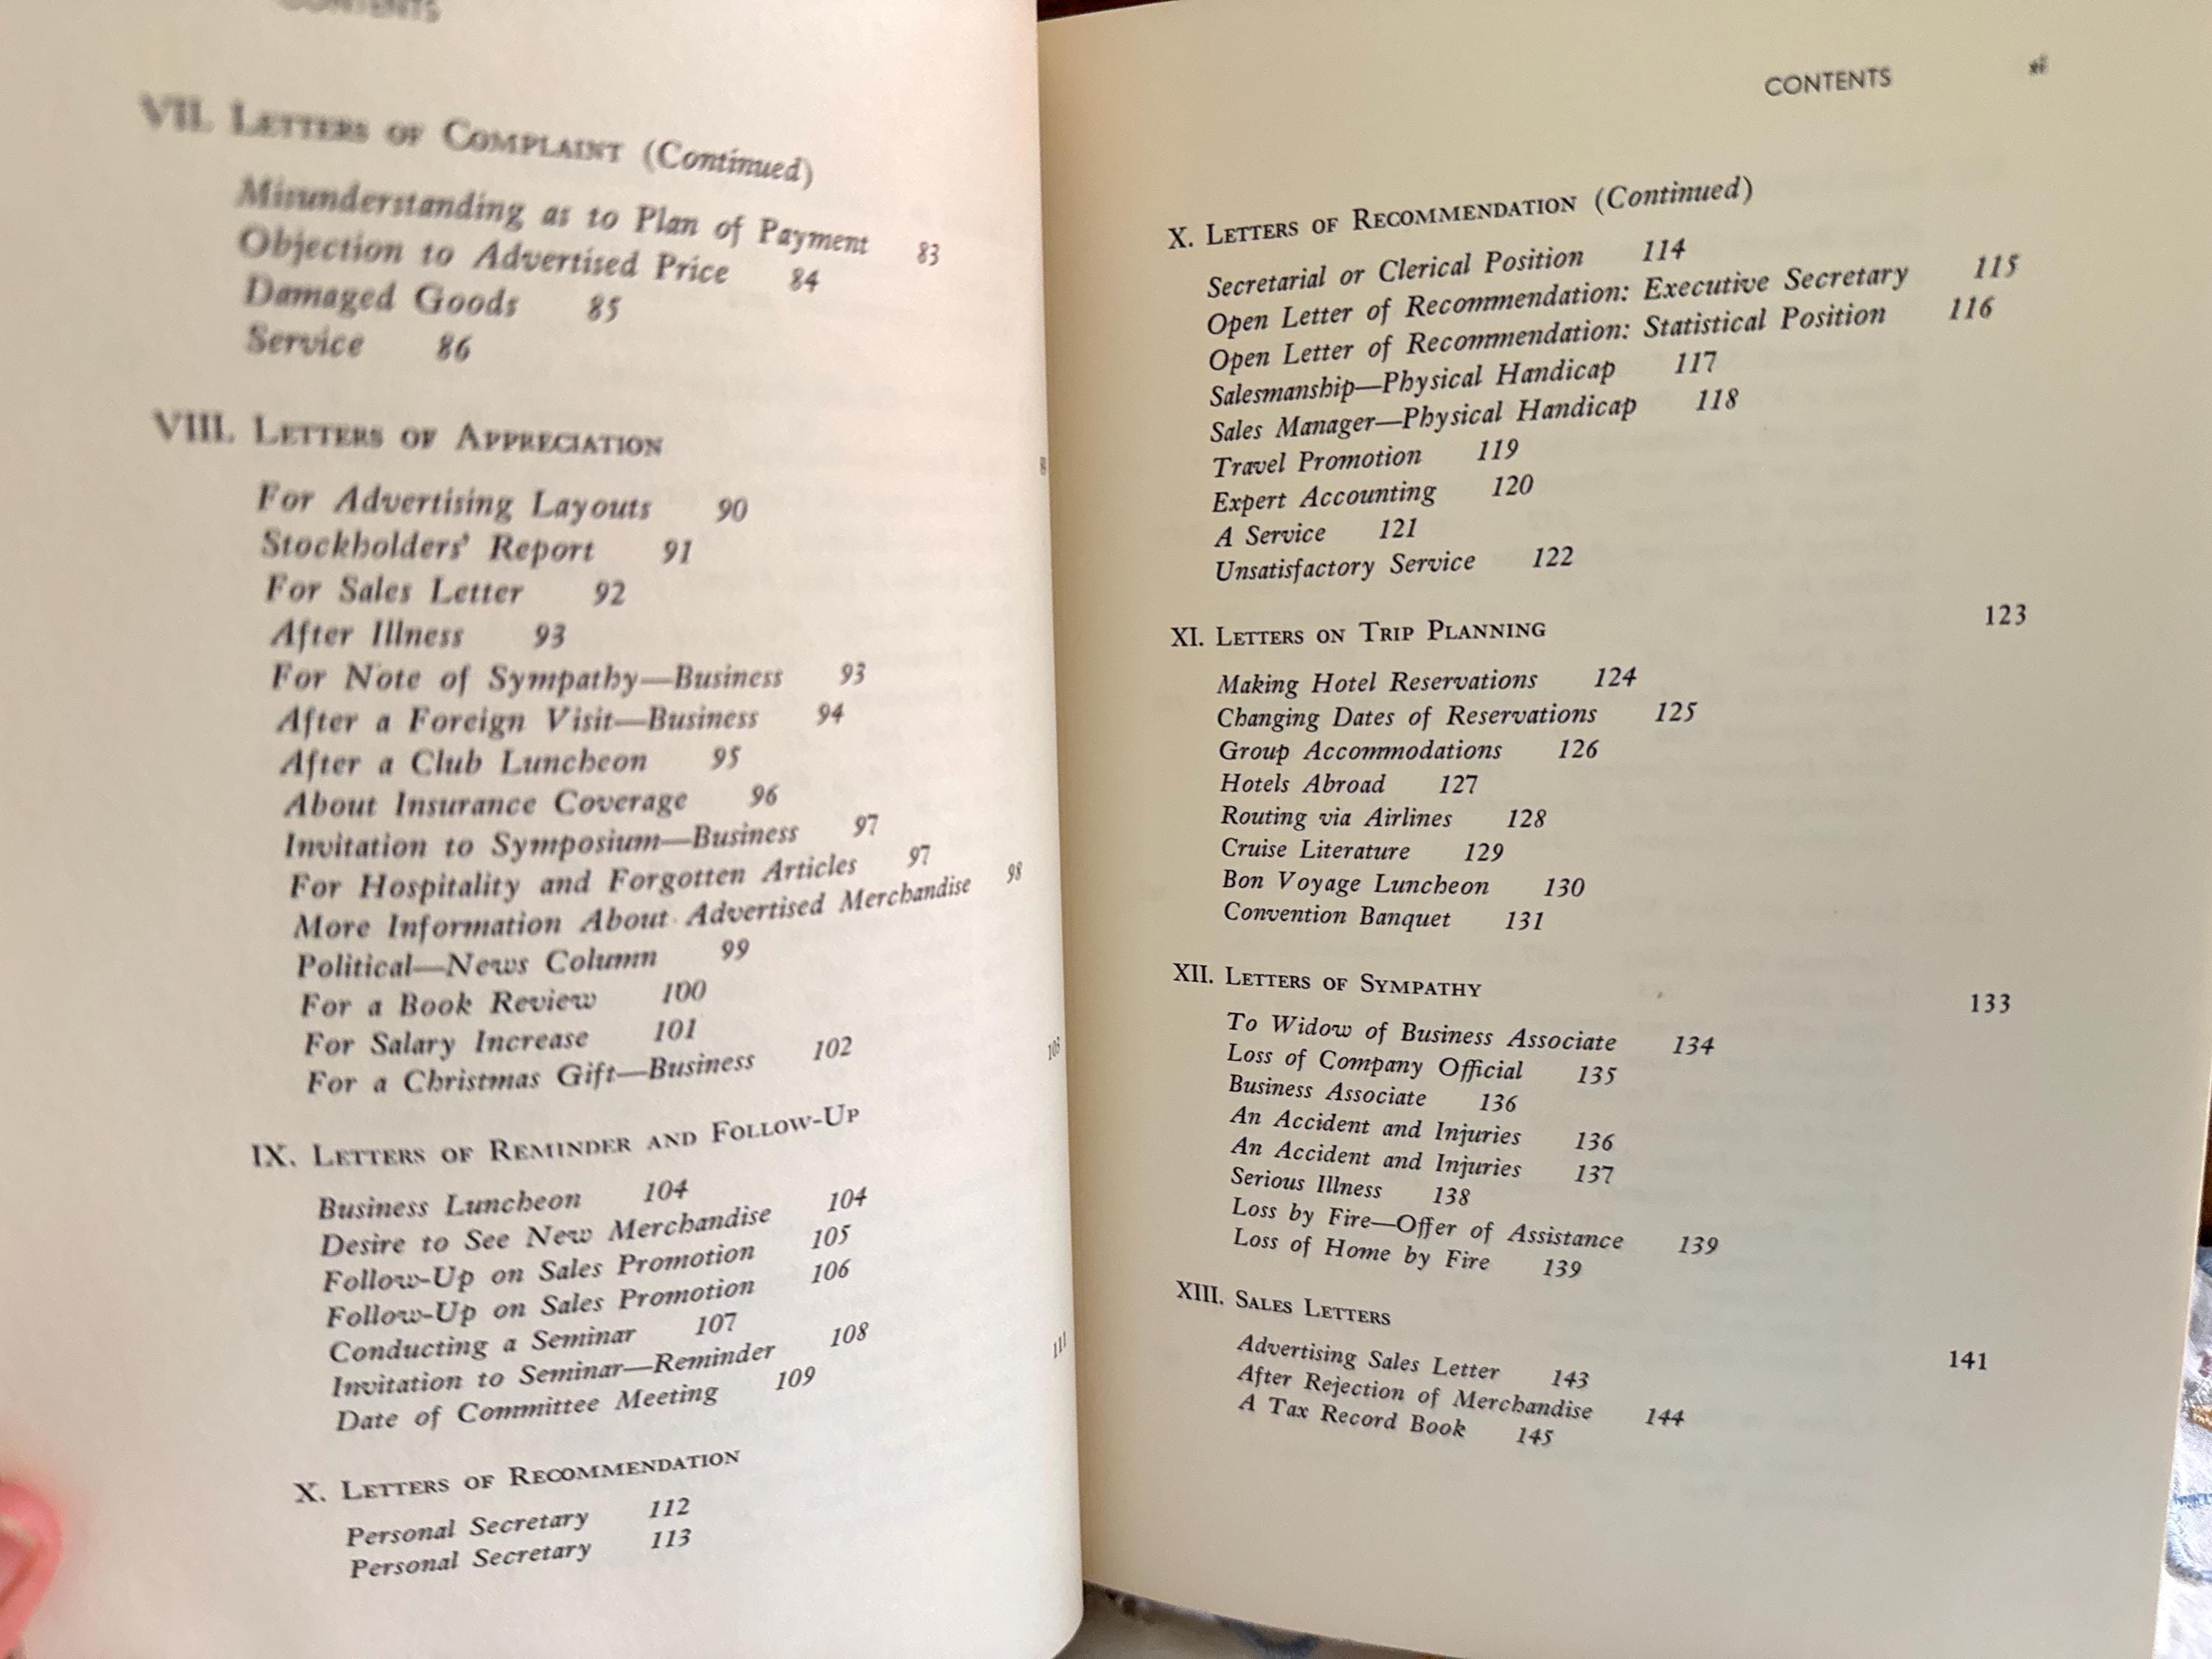 CONTENTS
VII. LETTERS OF COMPLAINT (Continued)
Misunderstanding as to Plan of Payment 83
Objection to Advertised Price 84
Damaged Goods 85
Service 86
VIII. LETTERS OF APPRECIATION 89
For Advertising Layouts 90
Stockholders' Report 91
For Sales Letter 92
After Illness 93
For Note of Sympathy—Business 93
After a Foreign Visit—Business 94
After a Club Luncheon 95
About Insurance Coverage 96
Invitation to Symposium—Business 97
For Hospitality and Forgotten Articles 97
More Information About Advertised Merchandise 98
Political—News Column 99
For a Book Review 100
For Salary Increase 101
For a Christmas Gift—Business 102
IX. LETTERS OF REMINDER AND FOLLOW-UP 103
Business Luncheon 104
Desire to See New Merchandise 104
Follow-Up on Sales Promotion 105
Follow-Up on Sales Promotion 106
Conducting a Seminar 107
Invitation to Seminar—Reminder 108
Date of Committee Meeting 109
X. LETTERS OF RECOMMENDATION 111
Personal Secretary 112
Personal Secretary 113
CONTENTS xi
X. LETTERS OF RECOMMENDATION (Continued)
Secretarial or Clerical Position 114
Open Letter of Recommendation: Executive Secretary 115
Open Letter of Recommendation: Statistical Position 116
Salesmanship—Physical Handicap 117
Sales Manager—Physical Handicap 118
Travel Promotion 119
Expert Accounting 120
A Service 121
Unsatisfactory Service 122
XI. LETTERS ON TRIP PLANNING 123
Making Hotel Reservations 124
Changing Dates of Reservations 125
Group Accommodations 126
Hotels Abroad 127
Routing via Airlines 128
Cruise Literature 129
Bon Voyage Luncheon 130
Convention Banquet 131
XII. LETTERS OF SYMPATHY 133
To Widow of Business Associate 134
Loss of Company Official 135
Business Associate 136
An Accident and Injuries 136
An Accident and Injuries 137
Serious Illness 138
Loss by Fire—Offer of Assistance 139
Loss of Home by Fire 139
XIII. SALES LETTERS 141
Advertising Sales Letter 143
After Rejection of Merchandise 144
A Tax Record Book 145